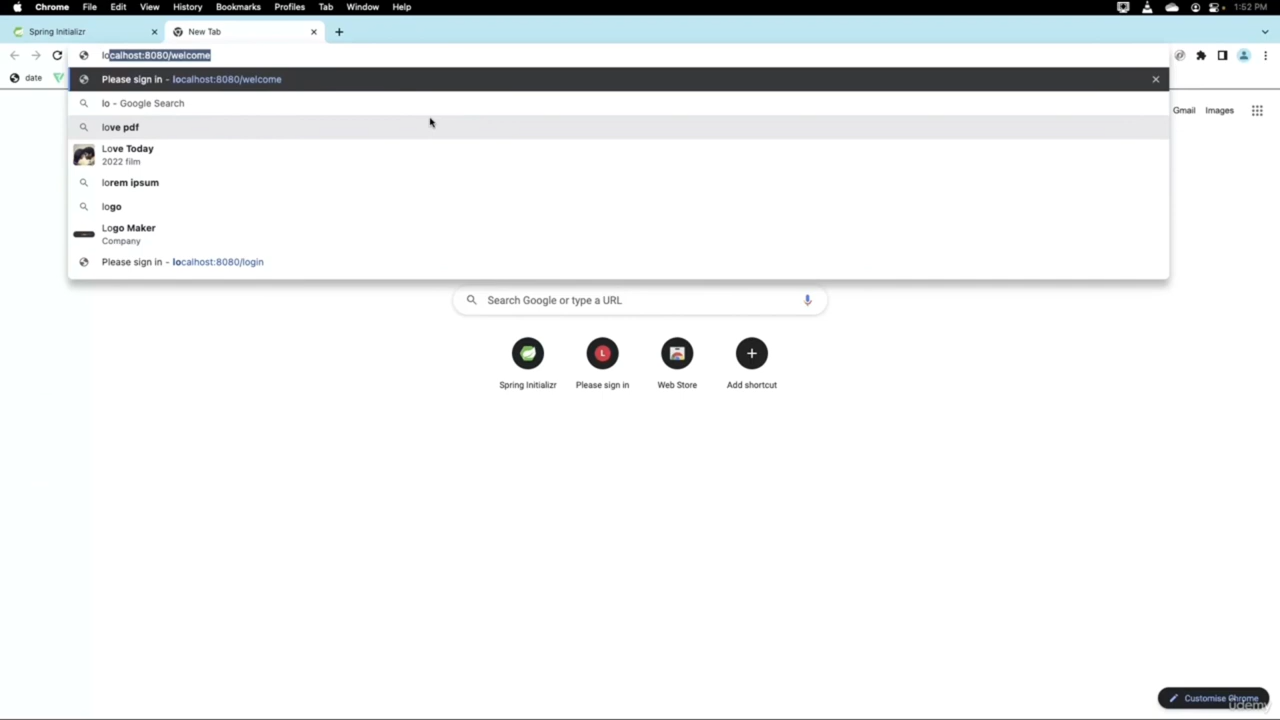 Chrome File Edit View History Bookmarks Profiles Tab Window Help 1:52 PM
Spring Initializr New Tab
localhost:8080/welcome
date
Please sign in - localhost:8080/welcome
lo - Google Search
Gmail Images
love pdf
Love Today
2022 film
lorem ipsum
logo
Logo Maker
Company
Please sign in - localhost:8080/login
Search Google or type a URL
L
Spring Initializr Please sign in Web Store Add shortcut
Customise Chrome
udemy